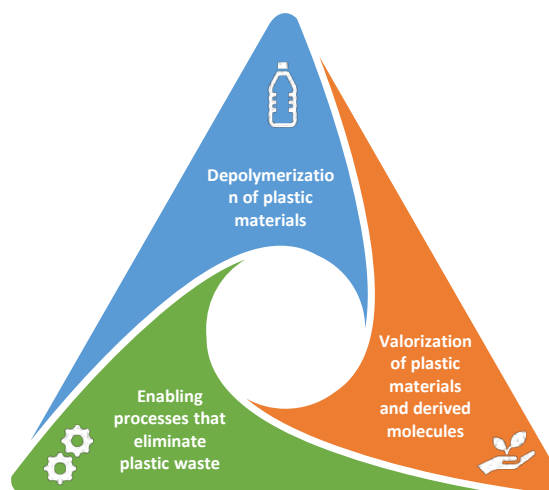 Depolymerizatio
n of plastic
materials
Valorization
of plastic
materials
and derived
molecules
Enabling
processes that
eliminate
plastic waste